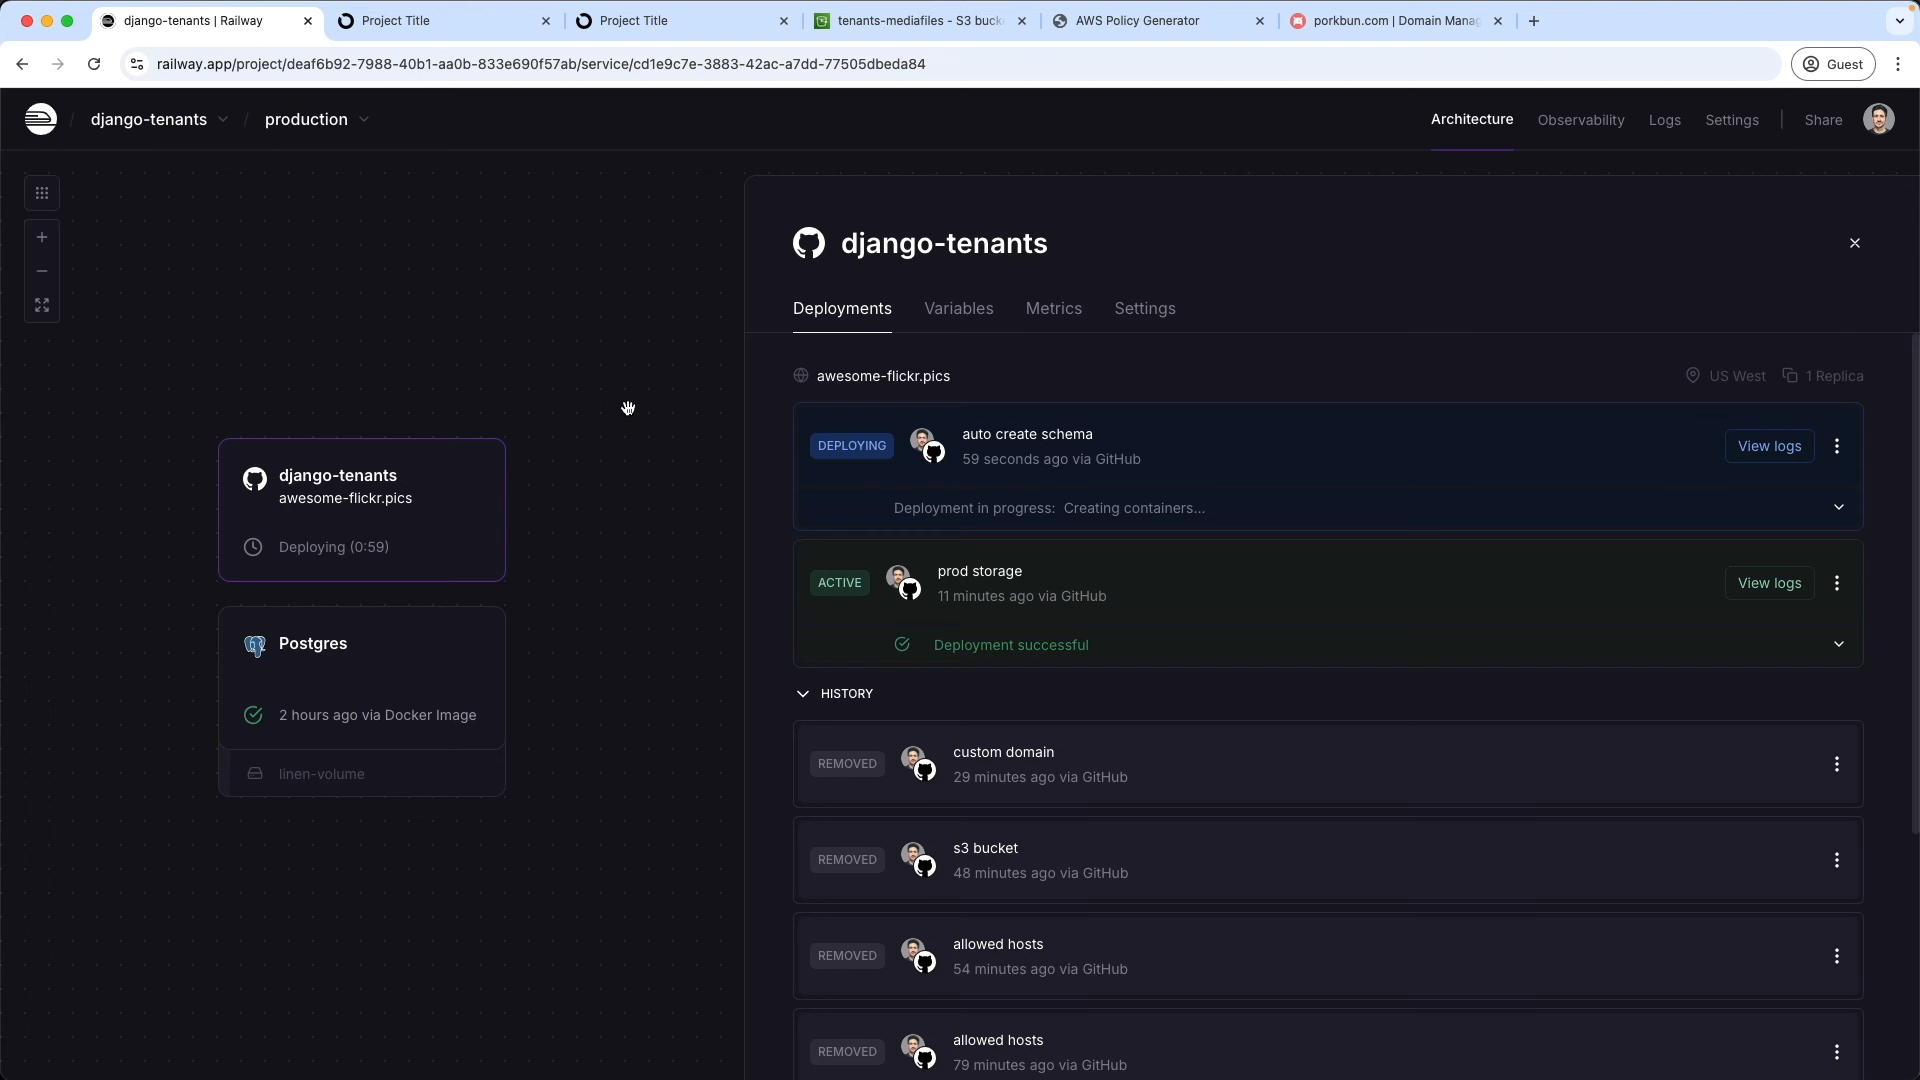 django-tenants | Railway
Project Title
Project Title
tenants-mediafiles - S3 buck
AWS Policy Generator
porkbun.com | Domain Manag
railway.app/project/deaf6b92-7988-40b1-aa0b-833e690f57ab/service/cd1e9c7e-3883-42ac-a7dd-77505dbeda84
Guest
django-tenants
/
production
Architecture
Observability
Logs
Settings
Share
django-tenants
Deployments
Variables
Metrics
Settings
awesome-flickr.pics
US West
1 Replica
DEPLOYING
auto create schema
59 seconds ago via GitHub
View logs
Deployment in progress: Creating containers...
ACTIVE
prod storage
11 minutes ago via GitHub
View logs
Deployment successful
HISTORY
REMOVED
custom domain
29 minutes ago via GitHub
REMOVED
s3 bucket
48 minutes ago via GitHub
REMOVED
allowed hosts
54 minutes ago via GitHub
REMOVED
allowed hosts
79 minutes ago via GitHub
django-tenants
awesome-flickr.pics
Deploying (0:59)
Postgres
2 hours ago via Docker Image
linen-volume